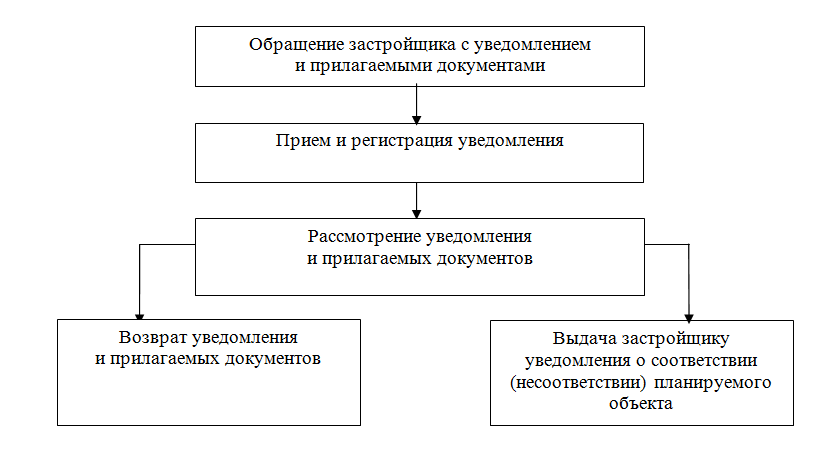 Обращение застройщика с уведомлением
и прилагаемыми документами
Прием и регистрация уведомления
Рассмотрение уведомления
и прилагаемых документов
Возврат уведомления
и прилагаемых документов
Выдача застройщику
уведомления о соответствии
(несоответствии) планируемого
объекта